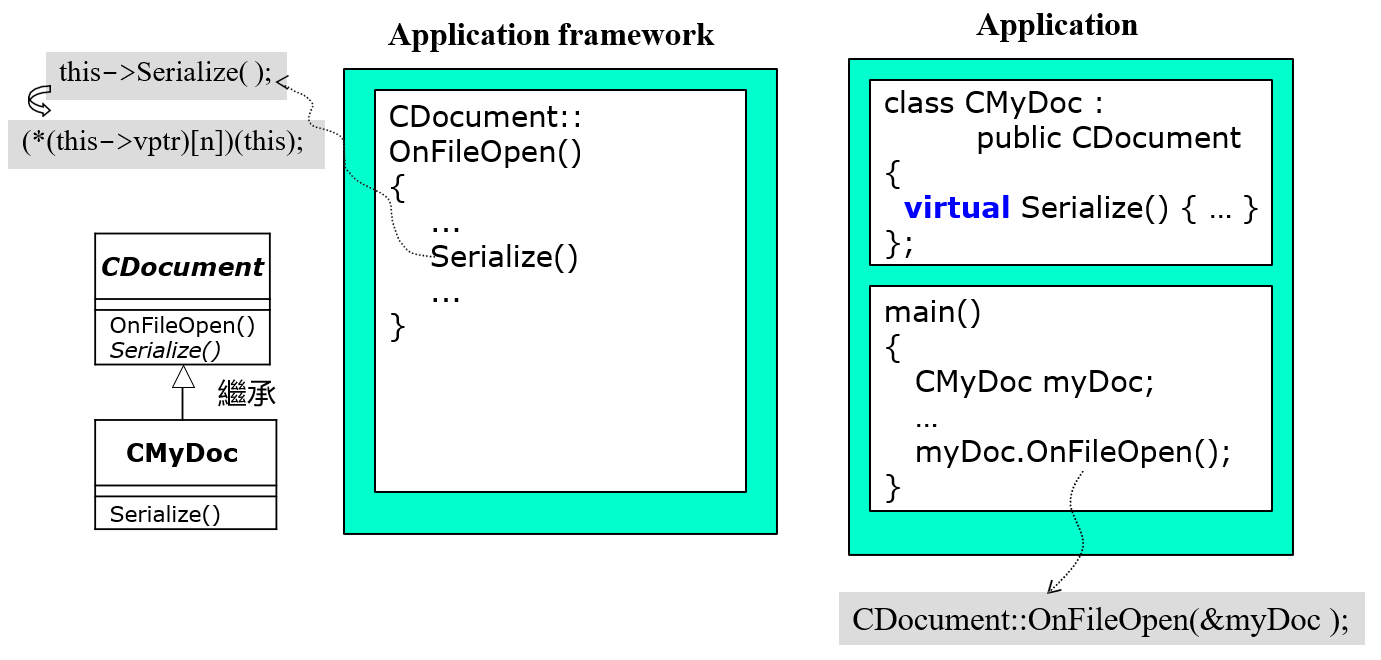 Application framework
Application
this->Serialize( );
(*(this->vptr)[n])(this);
CDocument::
OnFileOpen()
{
...
Serialize()
...
}
CDocument
OnFileOpen()
Serialize()
繼承
CMyDoc
Serialize()
class CMyDoc :
public CDocument
{
virtual Serialize() { … }
};
main()
{
CMyDoc myDoc;
…
myDoc.OnFileOpen();
}
CDocument::OnFileOpen(&myDoc );